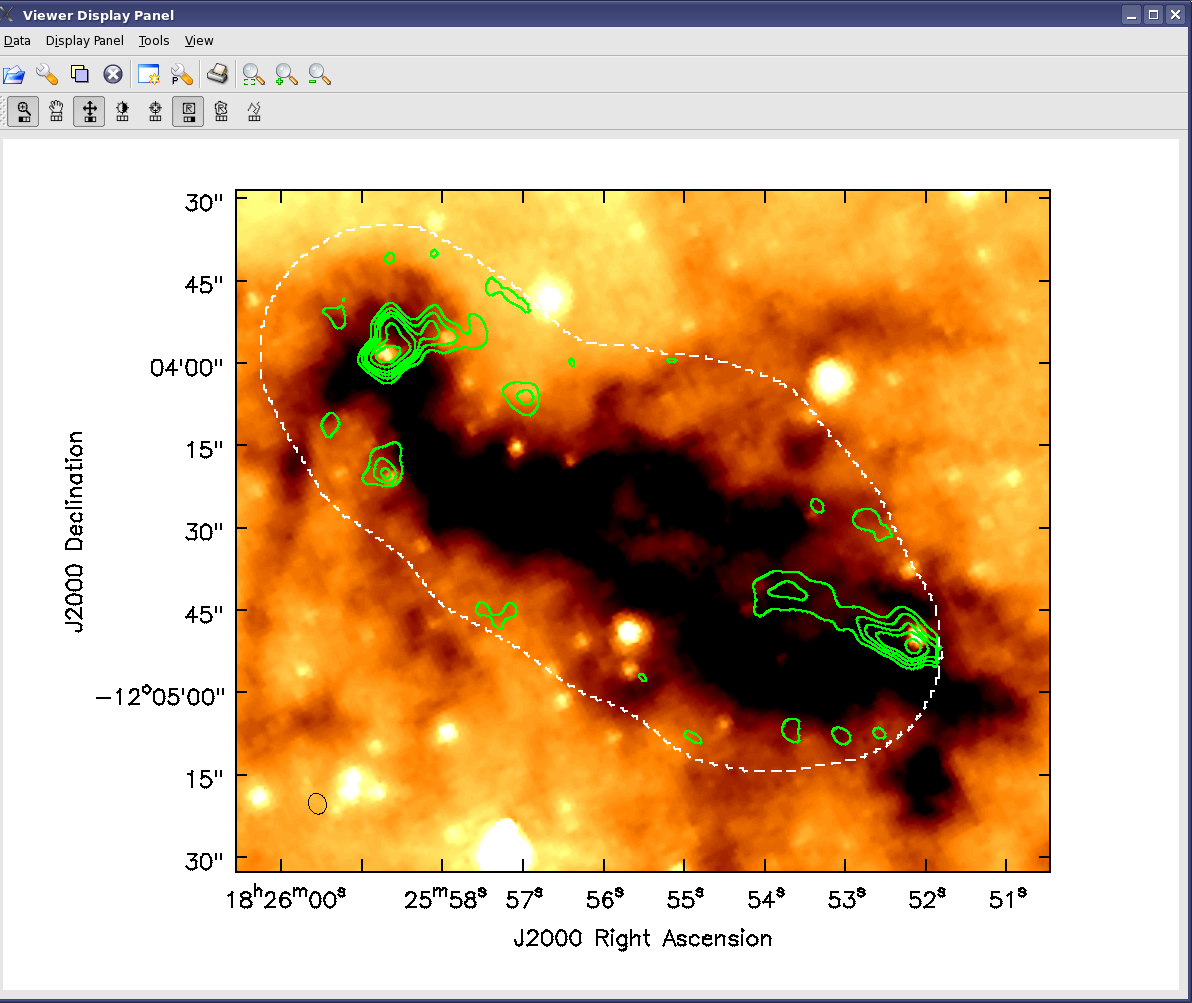 Viewer Display Panel
Data Display Panel Tools View
P
R R
30"
45"
04'00"
15"
30"
45"
−12°05'00"
15"
30"
J2000 Declination
18ʰ26ᵐ00ˢ 25ᵐ58ˢ 57ˢ 56ˢ 55ˢ 54ˢ 53ˢ 52ˢ 51ˢ
J2000 Right Ascension